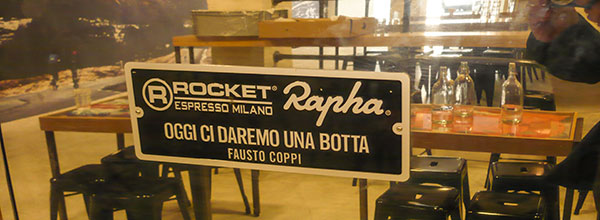 R ROCKET® Rapha®
ESPRESSO MILANO
OGGI CI DAREMO UNA BOTTA
FAUSTO COPPI